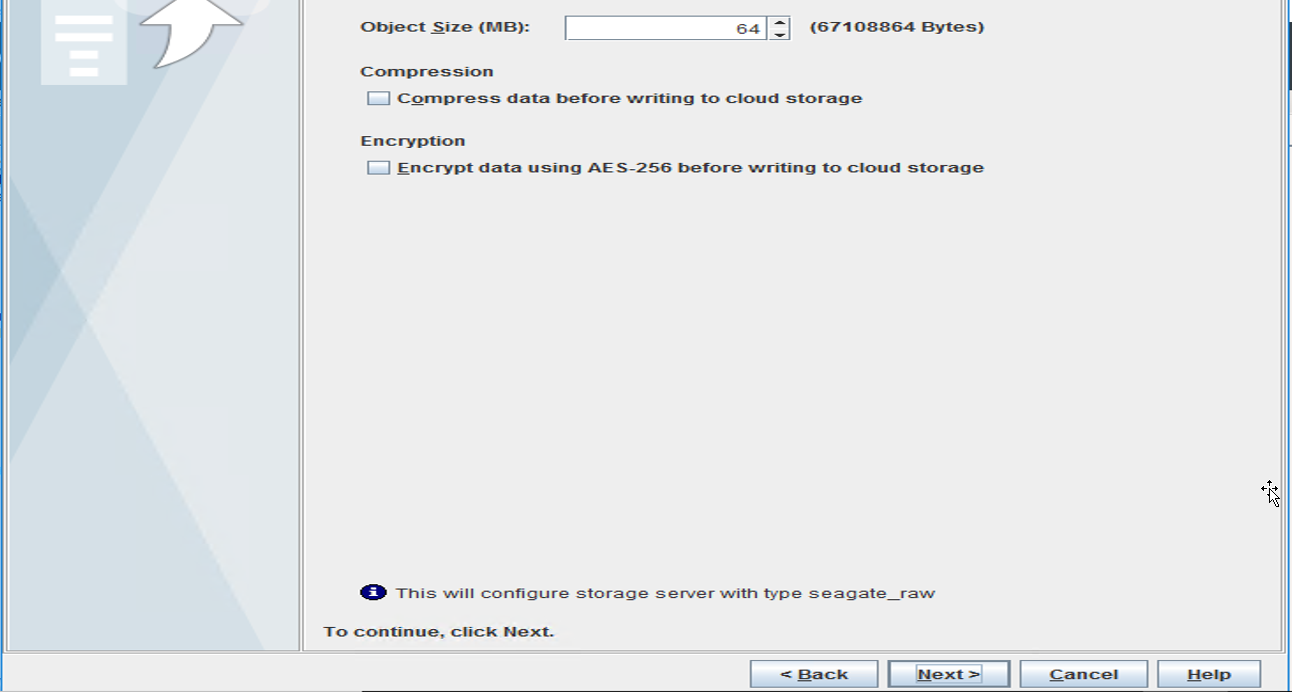 Object Size (MB): 64 (67108864 Bytes)
Compression
Compress data before writing to cloud storage
Encryption
Encrypt data using AES-256 before writing to cloud storage
This will configure storage server with type seagate_raw
To continue, click Next.
< Back Next > Cancel Help